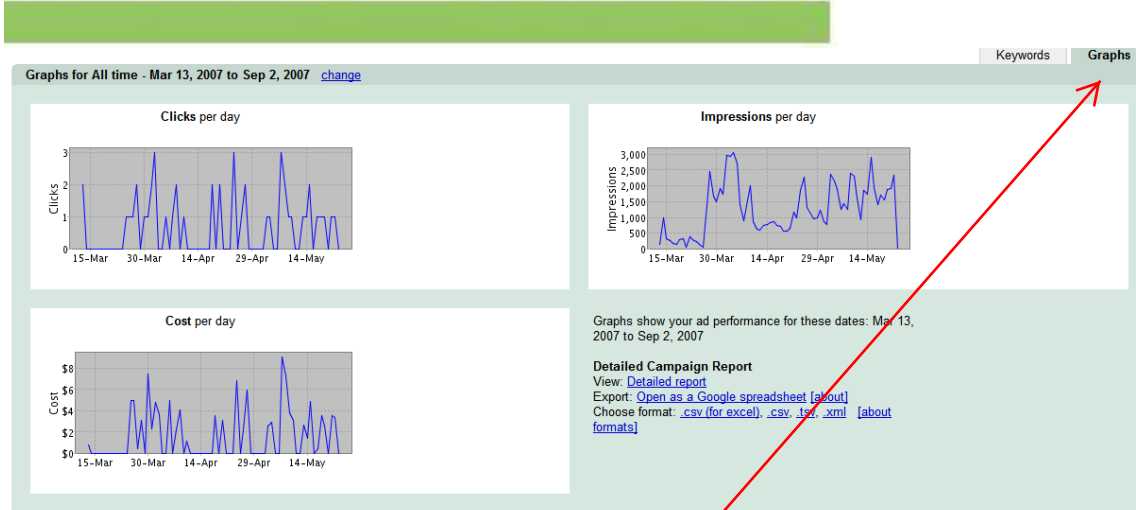 Keywords Graphs
Graphs for All time - Mar 13, 2007 to Sep 2, 2007 change
Clicks per day
3
2
1
0
Clicks
15-Mar 30-Mar 14-Apr 29-Apr 14-May
Impressions per day
3,000
2,500
2,000
1,500
1,000
500
0
Impressions
15-Mar 30-Mar 14-Apr 29-Apr 14-May
Cost per day
$8
$6
$4
$2
$0
Cost
15-Mar 30-Mar 14-Apr 29-Apr 14-May
Graphs show your ad performance for these dates: Mar 13,
2007 to Sep 2, 2007
Detailed Campaign Report
View: Detailed report
Export: Open as a Google spreadsheet [about]
Choose format: .csv (for excel), .csv, .tsv, .xml [about
formats]